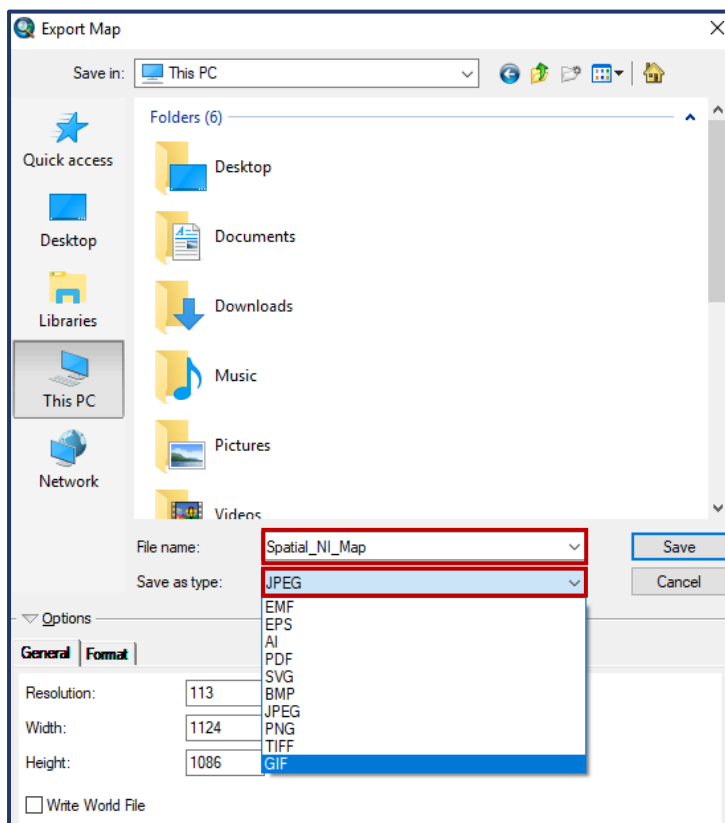 Export Map
Save in: This PC
Folders (6)
Quick access
Desktop
Libraries
This PC
Network
Desktop
Documents
Downloads
Music
Pictures
Videos
File name: Spatial_NI_Map Save
Save as type: JPEG Cancel
EMF
EPS
AI
PDF
SVG
BMP
JPEG
PNG
TIFF
GIF
Options
General Format
Resolution: 113
Width: 1124
Height: 1086
Write World File